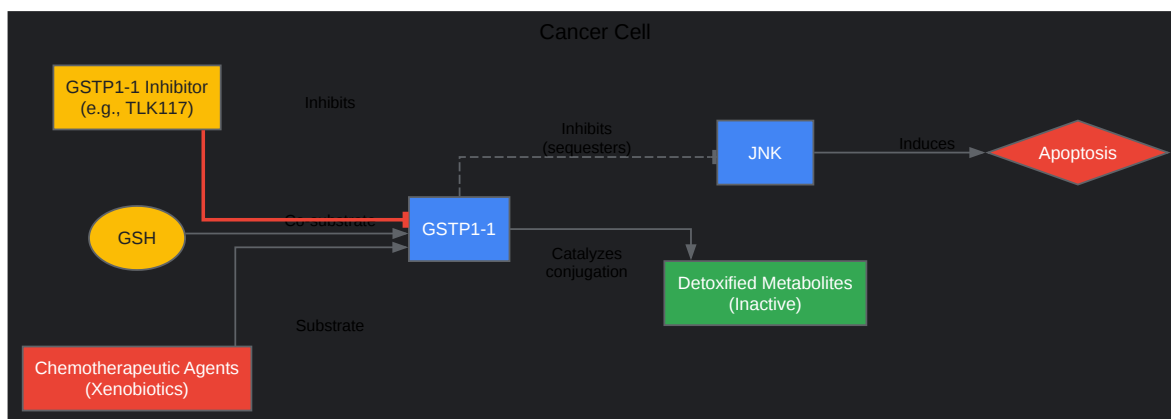 Cancer Cell
GSTP1-1 Inhibitor
(e.g., TLK117)
Inhibits
Inhibits
(sequesters)
JNK
Induces
Apoptosis
Co-substrate
GSH
GSTP1-1
Catalyzes
conjugation
Detoxified Metabolites
(Inactive)
Substrate
Chemotherapeutic Agents
(Xenobiotics)